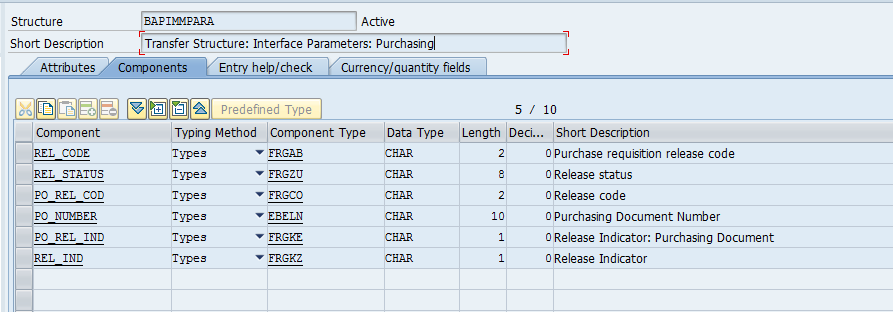 Structure BAPIMMPARA Active
Short Description Transfer Structure: Interface Parameters: Purchasing
Attributes Components Entry help/check Currency/quantity fields
Predefined Type 5 / 10
Component Typing Method Component Type Data Type Length Deci... Short Description
REL_CODE Types FRGAB CHAR 2 0 Purchase requisition release code
REL_STATUS Types FRGZU CHAR 8 0 Release status
PO_REL_COD Types FRGCO CHAR 2 0 Release code
PO_NUMBER Types EBELN CHAR 10 0 Purchasing Document Number
PO_REL_IND Types FRGKE CHAR 1 0 Release Indicator: Purchasing Document
REL_IND Types FRGKZ CHAR 1 0 Release Indicator